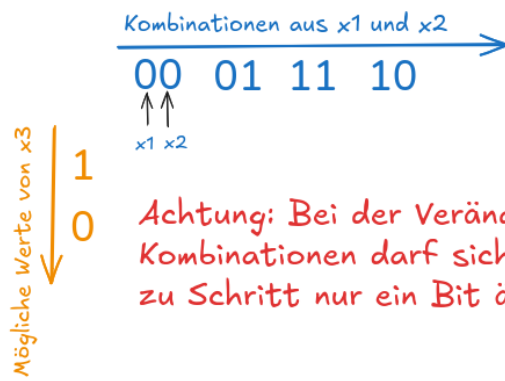 Kombinationen aus x1 und x2
00 01 11 10
x1 x2
Mögliche Werte von x3
1
0
Achtung: Bei der
Kombinationen darf sich
zu Schritt nur ein Bit